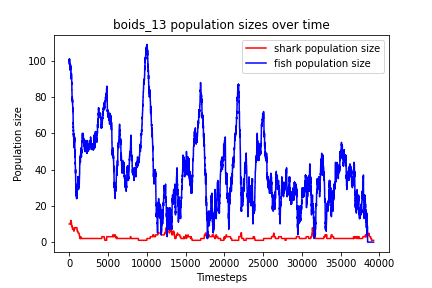 boids_13 population sizes over time
shark population size
fish population size
Population size
100
80
60
40
20
0
0 5000 10000 15000 20000 25000 30000 35000 40000
Timesteps